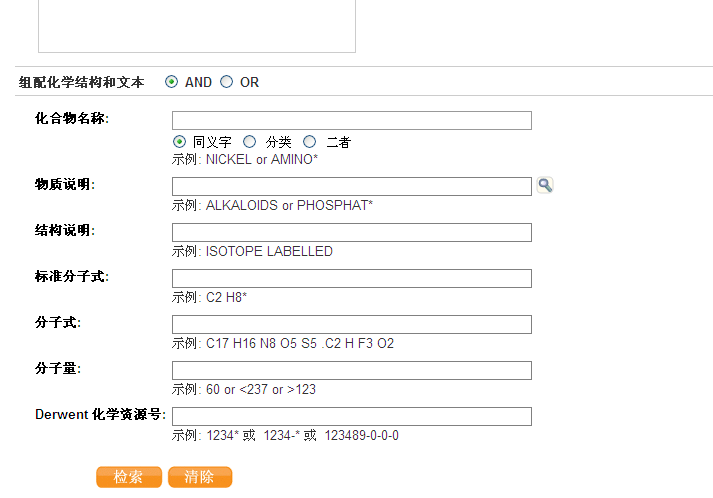 组配化学结构和文本 AND OR
化合物名称:
同义字 分类 二者
示例: NICKEL or AMINO*
物质说明:
示例: ALKALOIDS or PHOSPHAT*
结构说明:
示例: ISOTOPE LABELLED
标准分子式:
示例: C2 H8*
分子式:
示例: C17 H16 N8 O5 S5 .C2 H F3 O2
分子量:
示例: 60 or <237 or >123
Derwent 化学资源号:
示例: 1234* 或 1234-* 或 123489-0-0-0
检索 清除